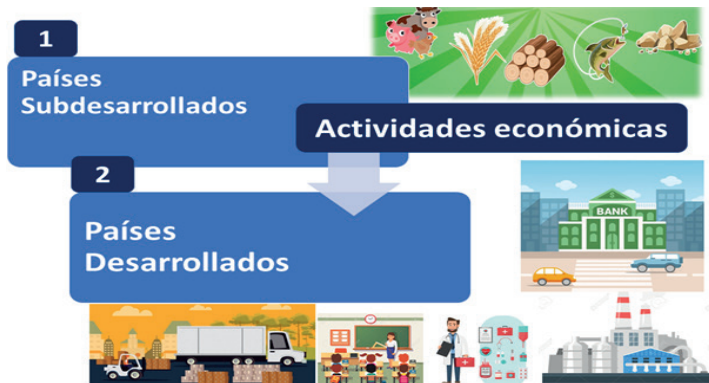 1
Países
Subdesarrollados
Actividades económicas
2
Países
Desarrollados
BANK